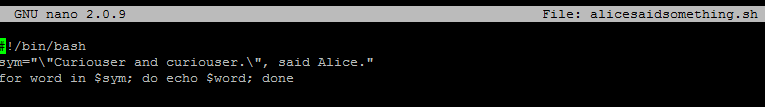 GNU nano 2.0.9 File: alicesaidsomething.sh
#!/bin/bash
sym="\"Curiouser and curiouser.\", said Alice."
for word in $sym; do echo $word; done